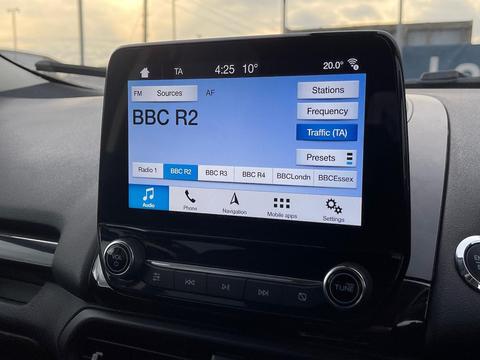 TA 4:25 10° 20.0°
FM Sources AF Stations
BBC R2
Frequency
Traffic (TA)
Presets
Radio 1 BBC R2 BBC R3 BBC R4 BBCLondn BBCEssex
Audio Phone Navigation Mobile apps Settings
VOL
TUNE